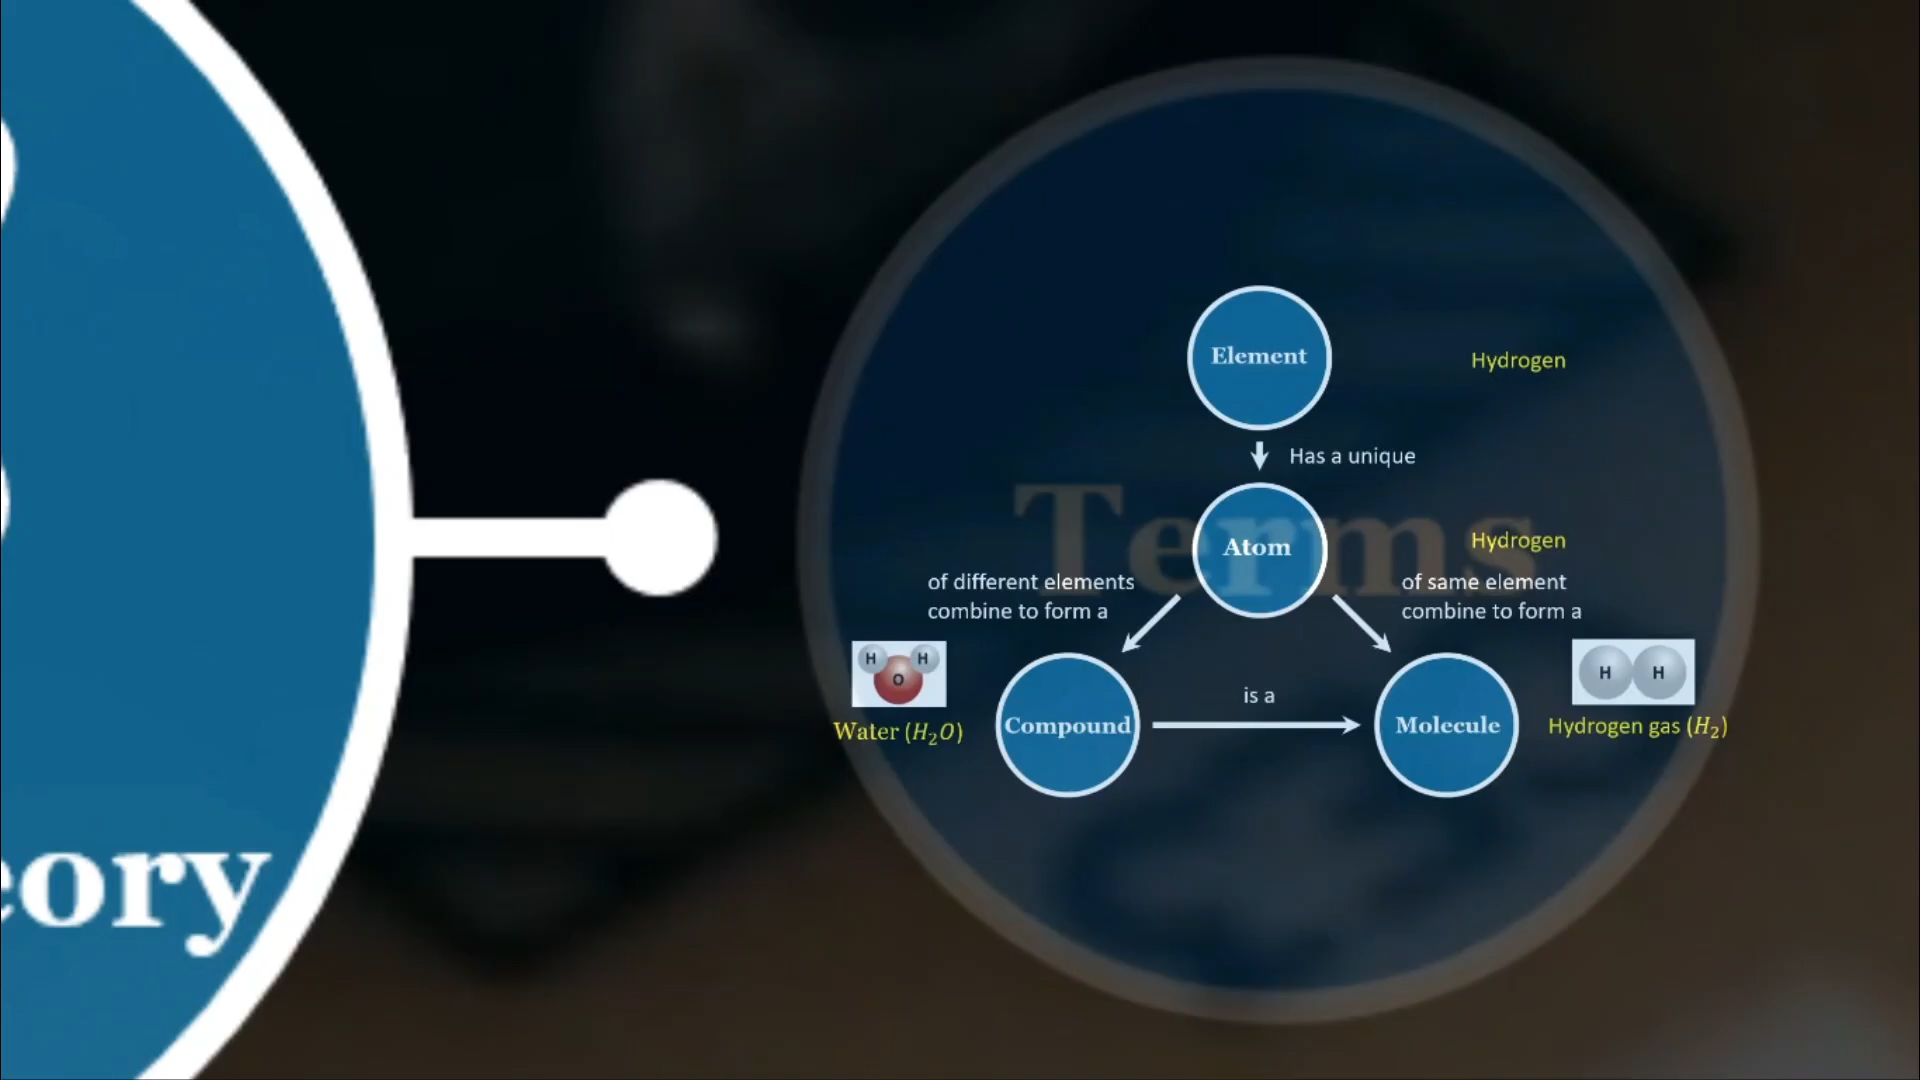 Element
Hydrogen
Has a unique
Terms
Atom
Hydrogen
of different elements
combine to form a
of same element
combine to form a
H H
O
H H
is a
Compound
Molecule
Water (H₂O)
Hydrogen gas (H₂)
eory